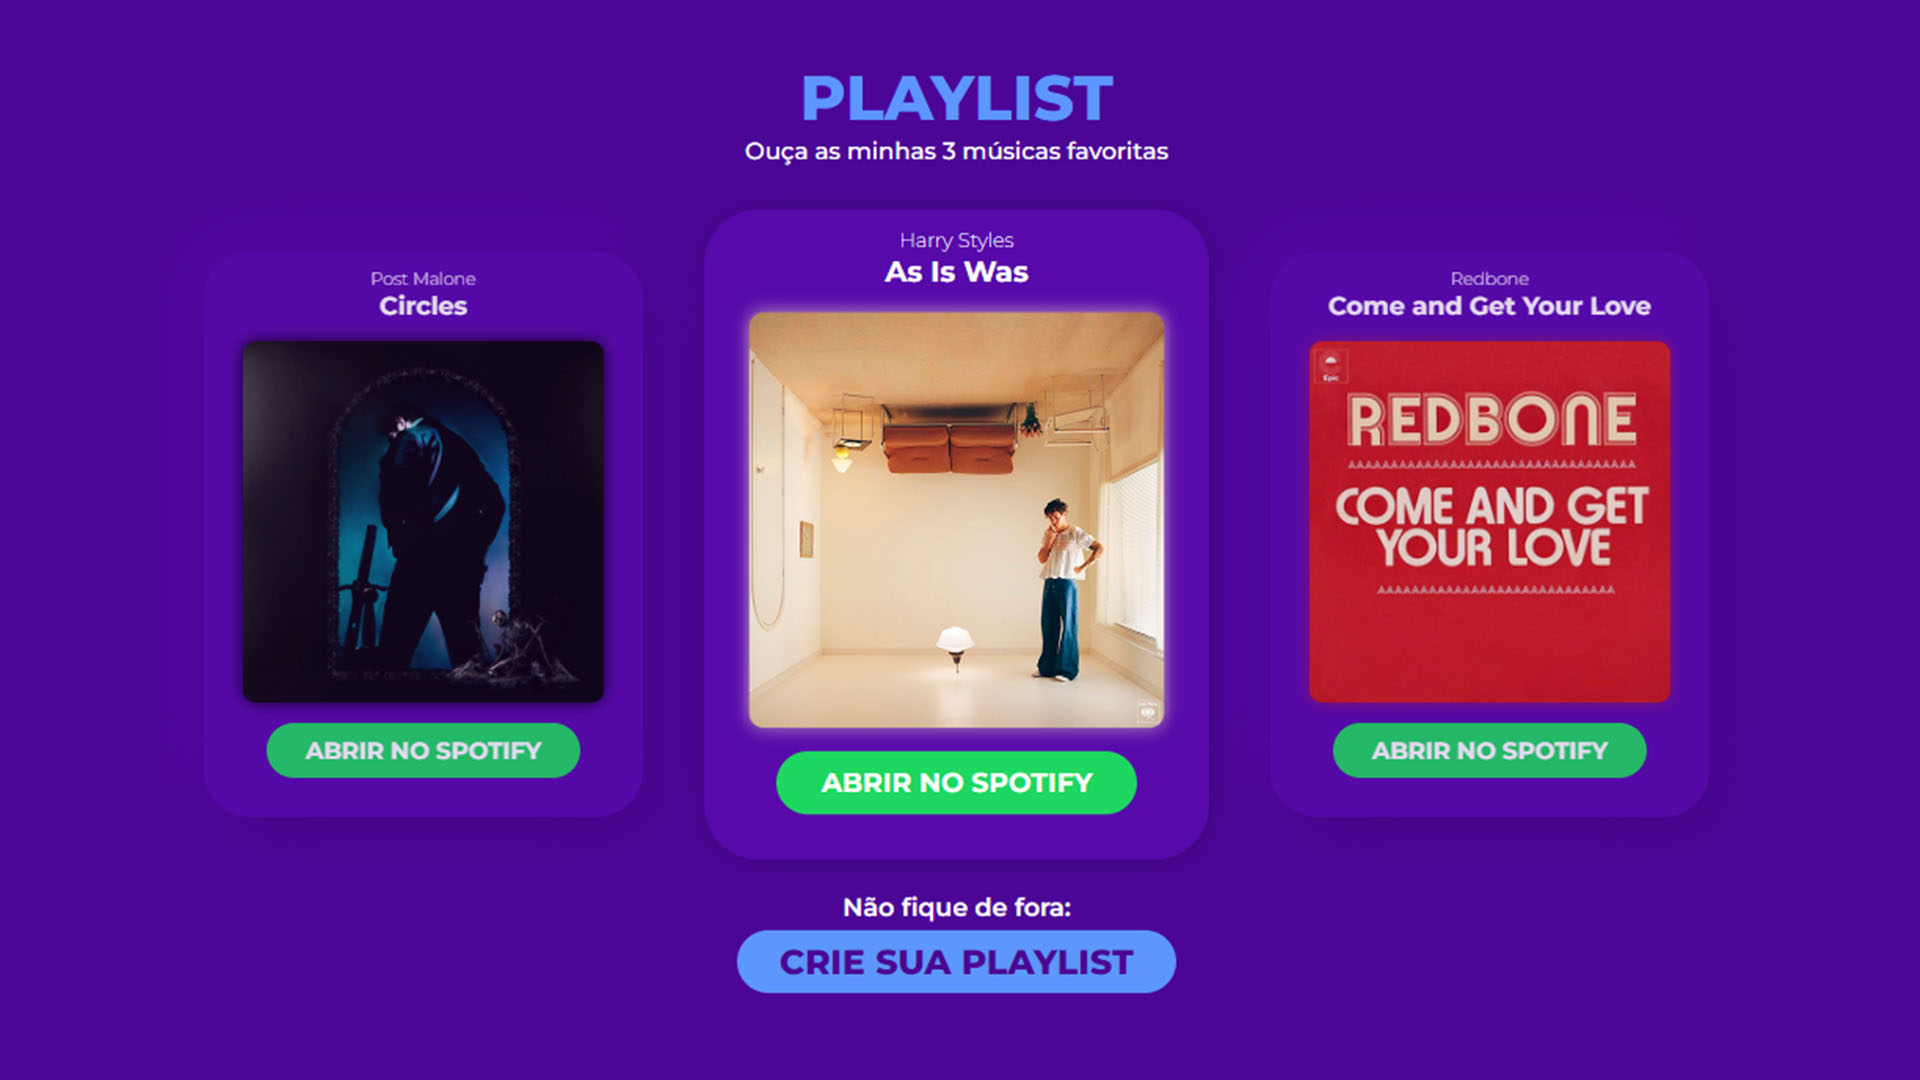 PLAYLIST
Ouça as minhas 3 músicas favoritas
Post Malone
Circles
ABRIR NO SPOTIFY
Harry Styles
As Is Was
ABRIR NO SPOTIFY
Redbone
Come and Get Your Love
Epic
REDBONE
COME AND GET
YOUR LOVE
ABRIR NO SPOTIFY
Não fique de fora:
CRIE SUA PLAYLIST